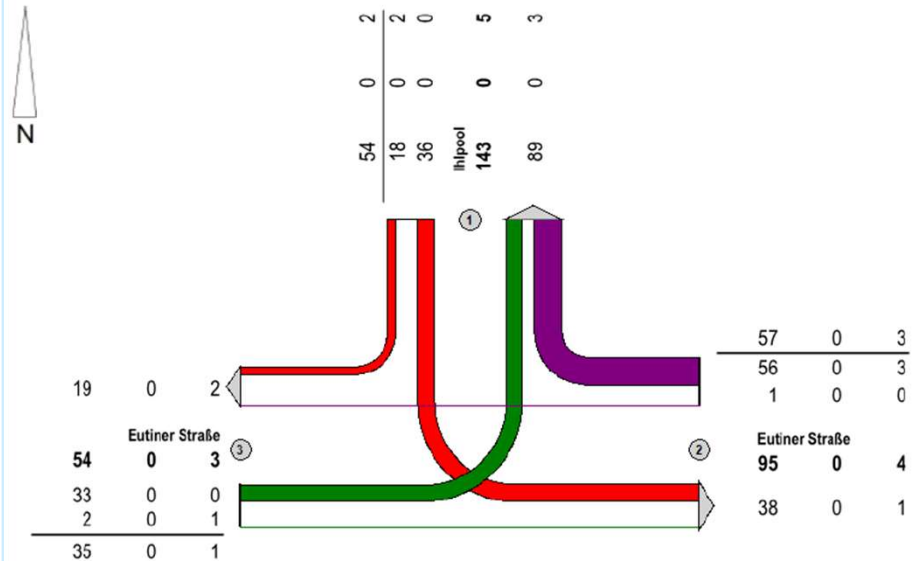 2 2 0 5 3
0 0 0 0 0
54 18 36 Ihlpool 143 89
N
1
57 0 3
56 0 3
1 0 0
19 0 2
Eutiner Straße
54 0 3
3
33 0 0
2 0 1
35 0 1
2
Eutiner Straße
95 0 4
38 0 1